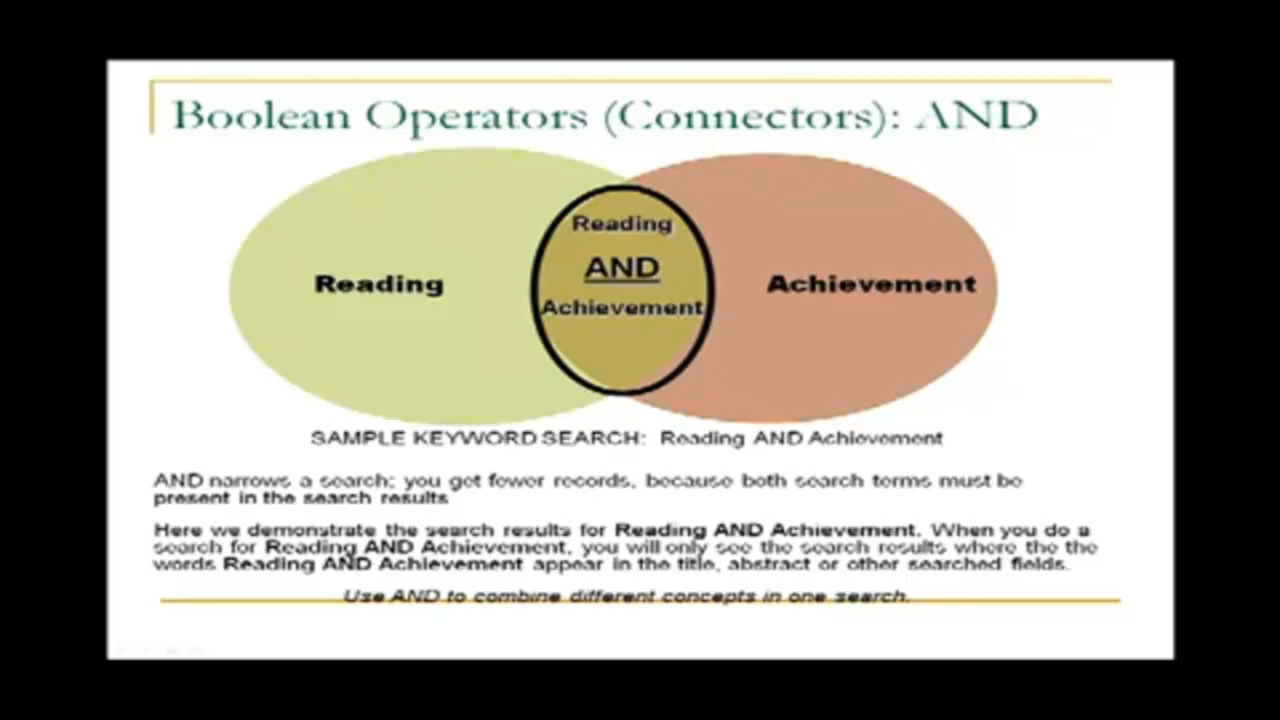 Boolean Operators (Connectors): AND
Reading
AND
Achievement
Reading
Achievement
SAMPLE KEYWORD SEARCH: Reading AND Achievement
AND narrows a search; you get fewer records, because both search terms must be
present in the search results
Here we demonstrate the search results for Reading AND Achievement. When you do a
search for Reading AND Achievement, you will only see the search results where the the
words Reading AND Achievement appear in the title, abstract or other searched fields.
Use AND to combine different concepts in one search.